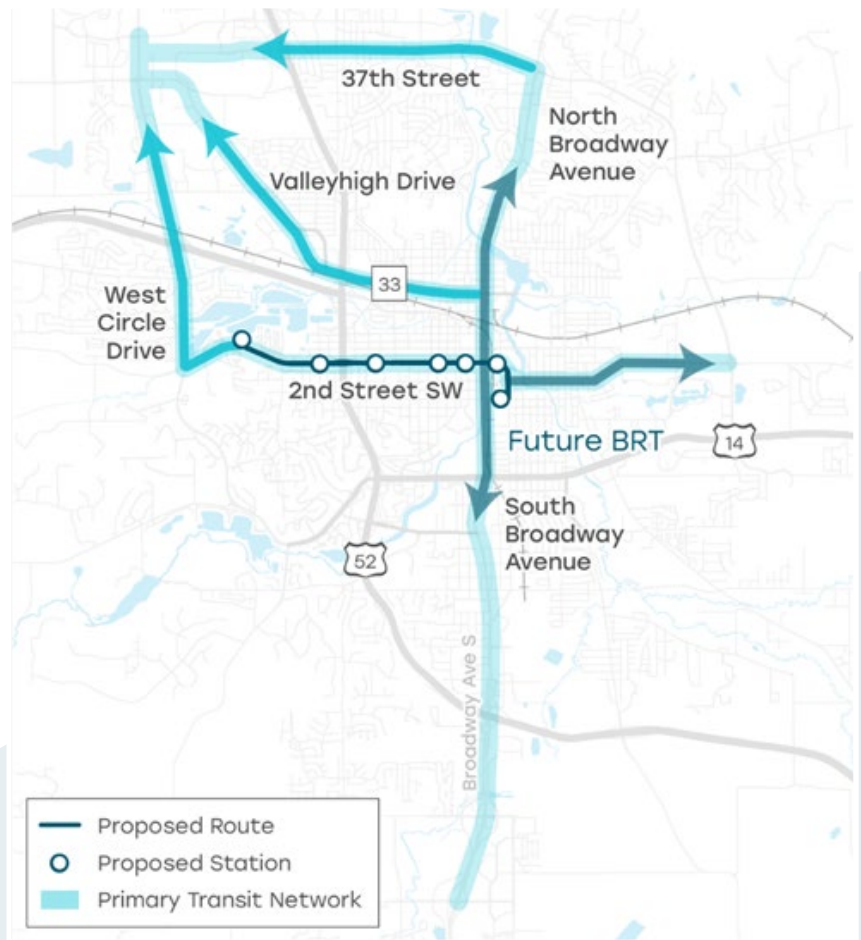 37th Street
North
Broadway
Avenue
Valleyhigh Drive
33
West
Circle
Drive
2nd Street SW
Future BRT
14
South
Broadway
Avenue
52
Broadway Ave S
Proposed Route
Proposed Station
Primary Transit Network